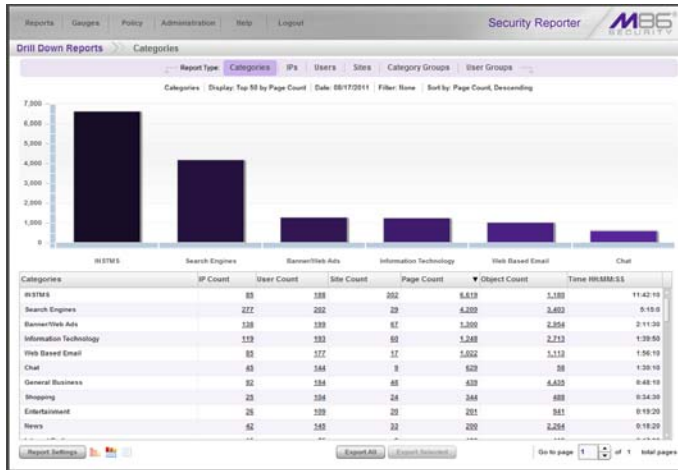 Reports Gauges Policy Administration Help Logout
Security Reporter
M86 SECURITY
Drill Down Reports Categories
Report Type: Categories IPs Users Sites Category Groups User Groups
Categories Display: Top 50 by Page Count Date: 08/17/2011 Filter: None Sort by: Page Count, Descending
7,000
6,000
5,000
4,000
3,000
2,000
1,000
0
INSTMS Search Engines Banner/Web Ads Information Technology Web Based Email Chat
Categories IP Count User Count Site Count Page Count ▼ Object Count Time HH:MM:SS
INSTMS 85 188 202 6,619 1,180 11:42:10
Search Engines 277 202 29 4,209 3,403 5:15:0
Banner/Web Ads 138 199 67 1,300 2,954 2:11:30
Information Technology 119 193 60 1,248 2,713 1:39:50
Web Based Email 85 177 17 1,022 1,113 1:56:10
Chat 45 144 9 629 58 1:30:10
General Business 92 184 48 439 4,435 0:48:10
Shopping 25 104 24 344 488 0:34:30
Entertainment 26 109 20 201 941 0:19:20
News 42 145 33 200 2,264 0:18:20
Report Settings Export All Export Selected Go to page 1 of 1 total pages